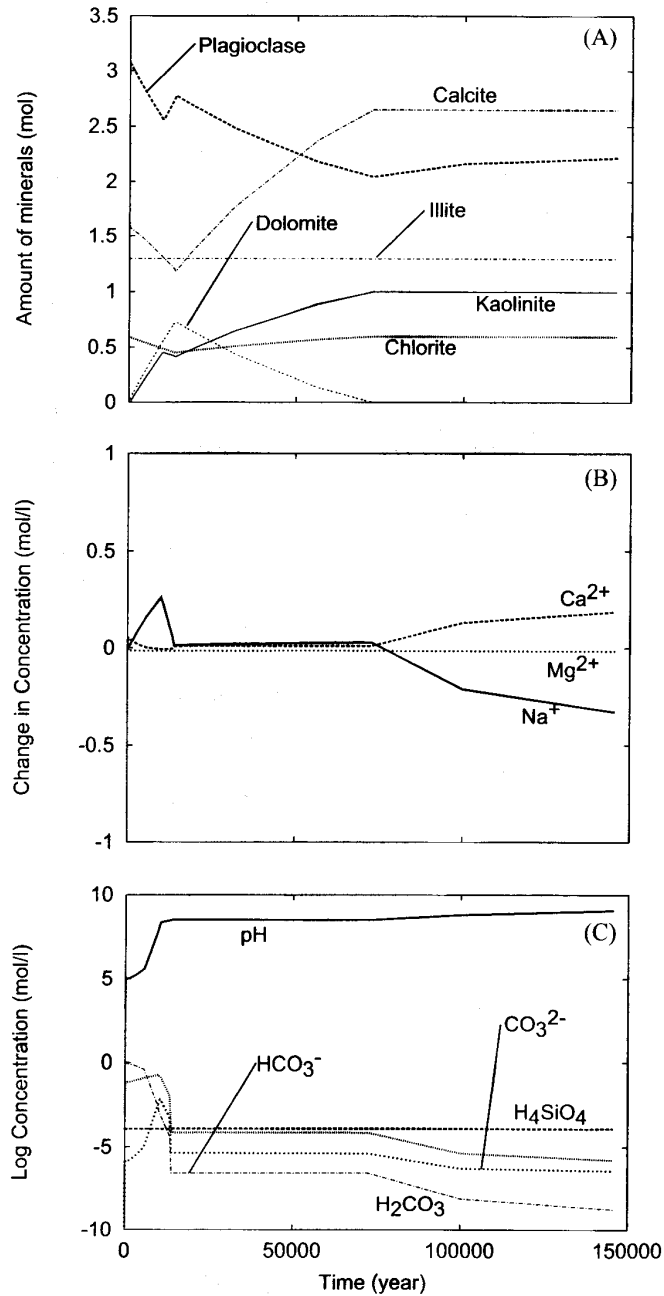 (A)
3.5
3
2.5
2
1.5
1
0.5
0
Amount of minerals (mol)
Plagioclase
Calcite
Dolomite
Illite
Kaolinite
Chlorite
(B)
1
0.5
0
-0.5
-1
Change in Concentration (mol/l)
Ca2+
Mg2+
Na+
(C)
10
5
0
-5
-10
Log Concentration (mol/l)
pH
HCO3-
CO32-
H4SiO4
H2CO3
0 50000 100000 150000
Time (year)